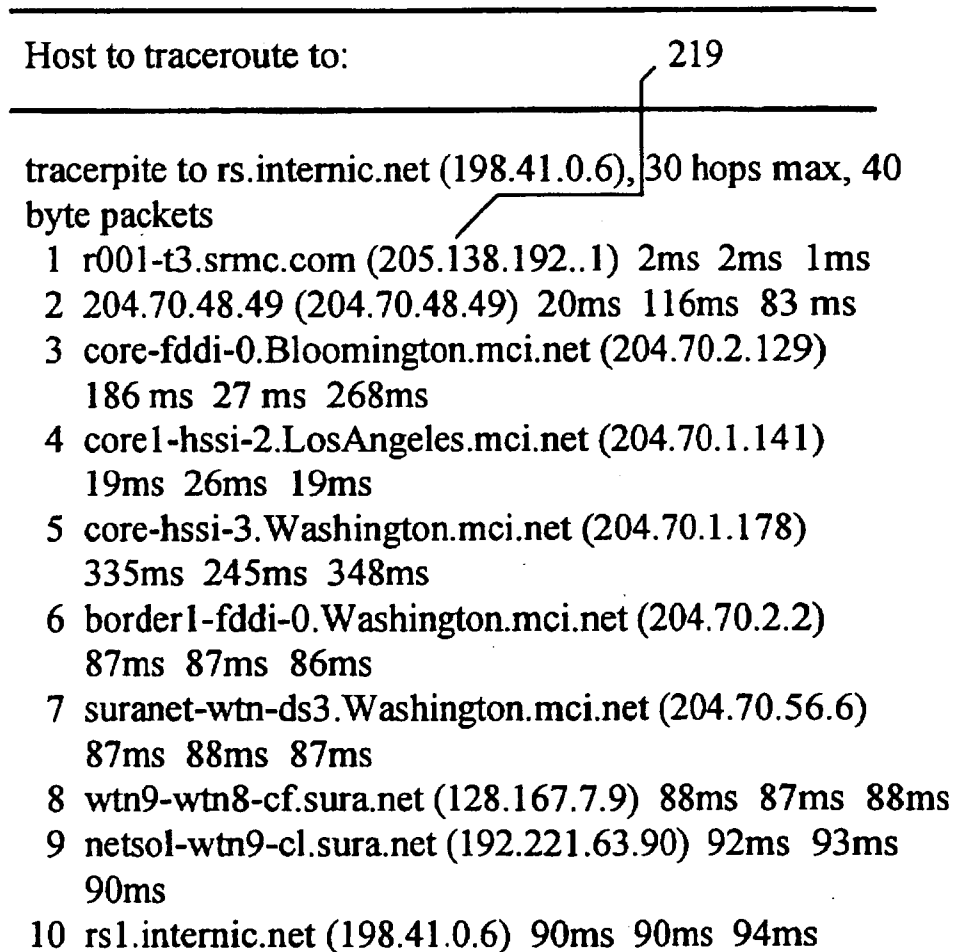 Host to traceroute to: 219
tracerpite to rs.internic.net (198.41.0.6), 30 hops max, 40
byte packets
1 r001-t3.srmc.com (205.138.192..1) 2ms 2ms 1ms
2 204.70.48.49 (204.70.48.49) 20ms 116ms 83 ms
3 core-fddi-0.Bloomington.mci.net (204.70.2.129)
186 ms 27 ms 268ms
4 core1-hssi-2.LosAngeles.mci.net (204.70.1.141)
19ms 26ms 19ms
5 core-hssi-3.Washington.mci.net (204.70.1.178)
335ms 245ms 348ms
6 border1-fddi-0.Washington.mci.net (204.70.2.2)
87ms 87ms 86ms
7 suranet-wtn-ds3.Washington.mci.net (204.70.56.6)
87ms 88ms 87ms
8 wtn9-wtn8-cf.sura.net (128.167.7.9) 88ms 87ms 88ms
9 netsol-wtn9-cl.sura.net (192.221.63.90) 92ms 93ms
90ms
10 rs1.internic.net (198.41.0.6) 90ms 90ms 94ms